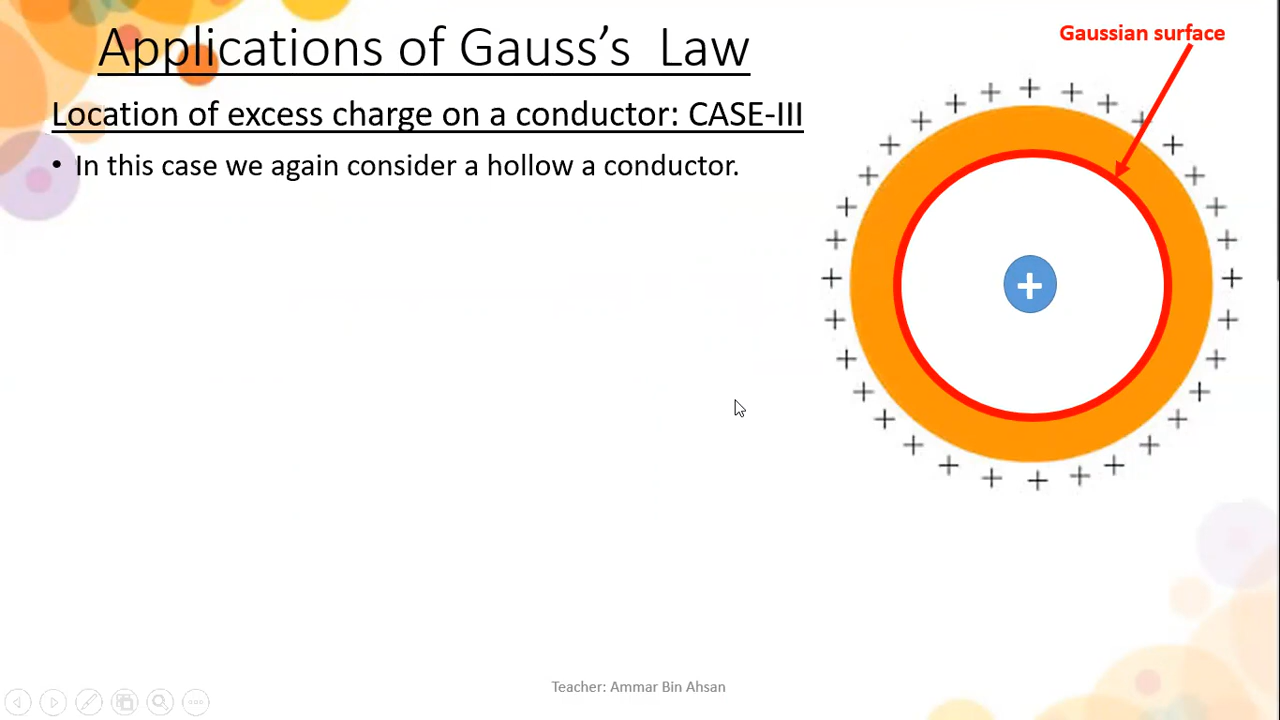 Applications of Gauss’s Law
Gaussian surface
Location of excess charge on a conductor: CASE-III
• In this case we again consider a hollow a conductor.
Teacher: Ammar Bin Ahsan